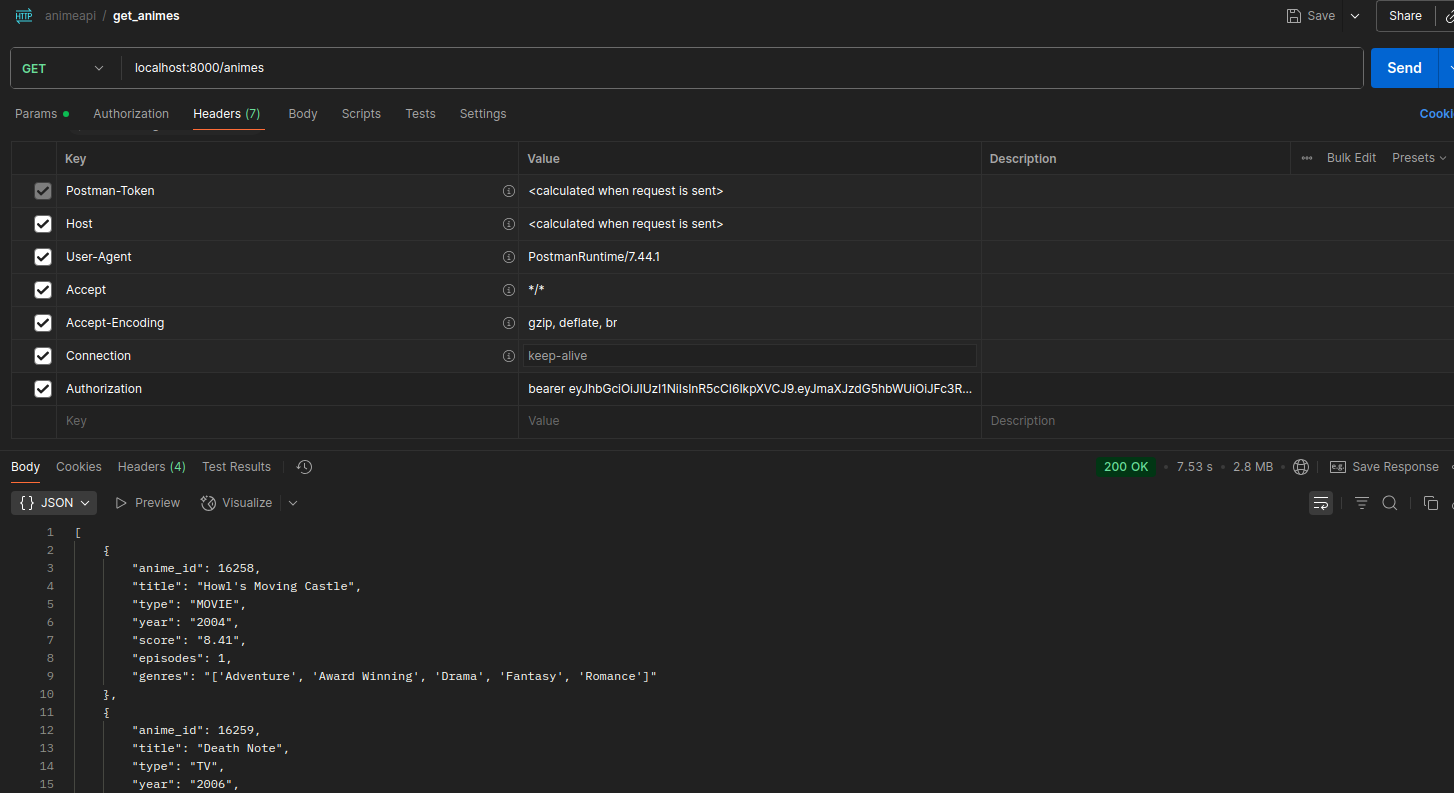 HTTP animeapi / get_animes Save Share
GET localhost:8000/animes Send
Params Authorization Headers (7) Body Scripts Tests Settings Cooki
Key Value Description ••• Bulk Edit Presets
Postman-Token <calculated when request is sent>
Host <calculated when request is sent>
User-Agent PostmanRuntime/7.44.1
Accept */*
Accept-Encoding gzip, deflate, br
Connection keep-alive
Authorization bearer eyJhbGciOiJIUzI1NiIsInR5cCI6IkpXVCJ9.eyJmaXJzdG5hbWUiOiJFc3R...
Key Value Description
Body Cookies Headers (4) Test Results 200 OK • 7.53 s • 2.8 MB • e.g. Save Response
{} JSON Preview Visualize
1 [
2 {
3 "anime_id": 16258,
4 "title": "Howl's Moving Castle",
5 "type": "MOVIE",
6 "year": "2004",
7 "score": "8.41",
8 "episodes": 1,
9 "genres": "['Adventure', 'Award Winning', 'Drama', 'Fantasy', 'Romance']"
10 },
11 {
12 "anime_id": 16259,
13 "title": "Death Note",
14 "type": "TV",
15 "year": "2006",